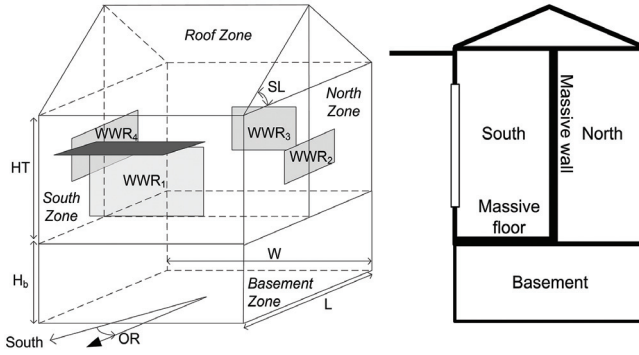 Roof Zone
SL
North
Zone
WWR4
WWR3
WWR2
HT
WWR1
South
Zone
W
Hb
Basement
Zone
L
South
OR
South
Massive wall
North
Massive
floor
Basement